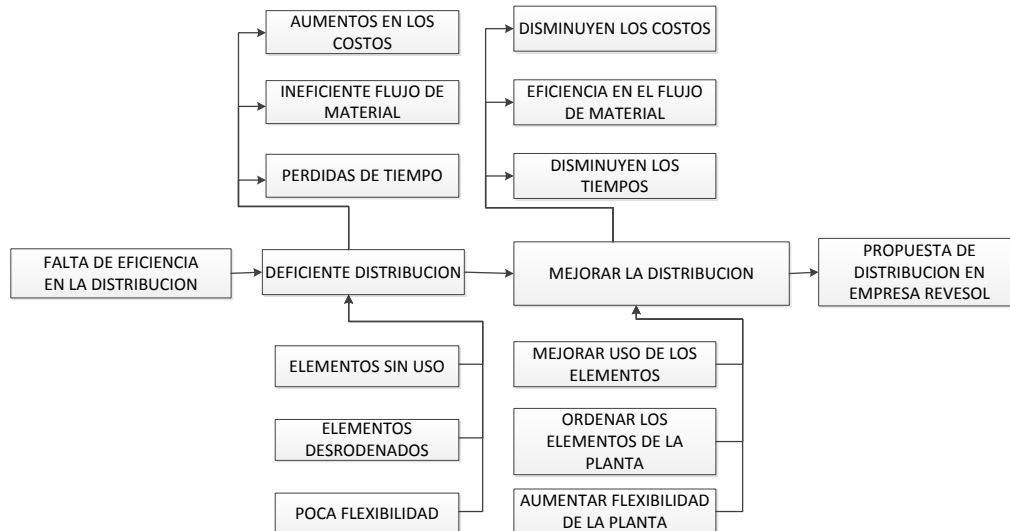 AUMENTOS EN LOS
COSTOS
INEFICIENTE FLUJO DE
MATERIAL
PERDIDAS DE TIEMPO
DISMINUYEN LOS COSTOS
EFICIENCIA EN EL FLUJO
DE MATERIAL
DISMINUYEN LOS
TIEMPOS
FALTA DE EFICIENCIA
EN LA DISTRIBUCION
DEFICIENTE DISTRIBUCION
MEJORAR LA DISTRIBUCION
PROPUESTA DE
DISTRIBUCION EN
EMPRESA REVESOL
ELEMENTOS SIN USO
ELEMENTOS
DESRODENADOS
POCA FLEXIBILIDAD
MEJORAR USO DE LOS
ELEMENTOS
ORDENAR LOS
ELEMENTOS DE LA
PLANTA
AUMENTAR FLEXIBILIDAD
DE LA PLANTA